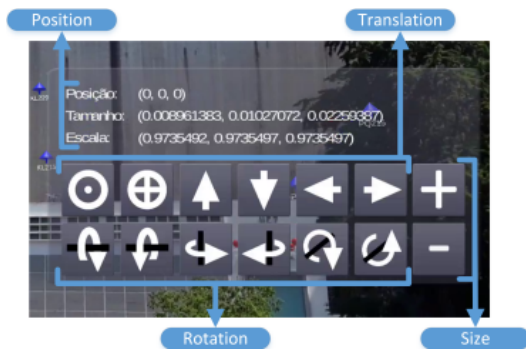 Position
Translation
Posição: (0, 0, 0)
Tamanho: (0.008961383, 0.01027072, 0.02259387)
Escala: (0.9735492, 0.9735497, 0.9735497)
Rotation
Size